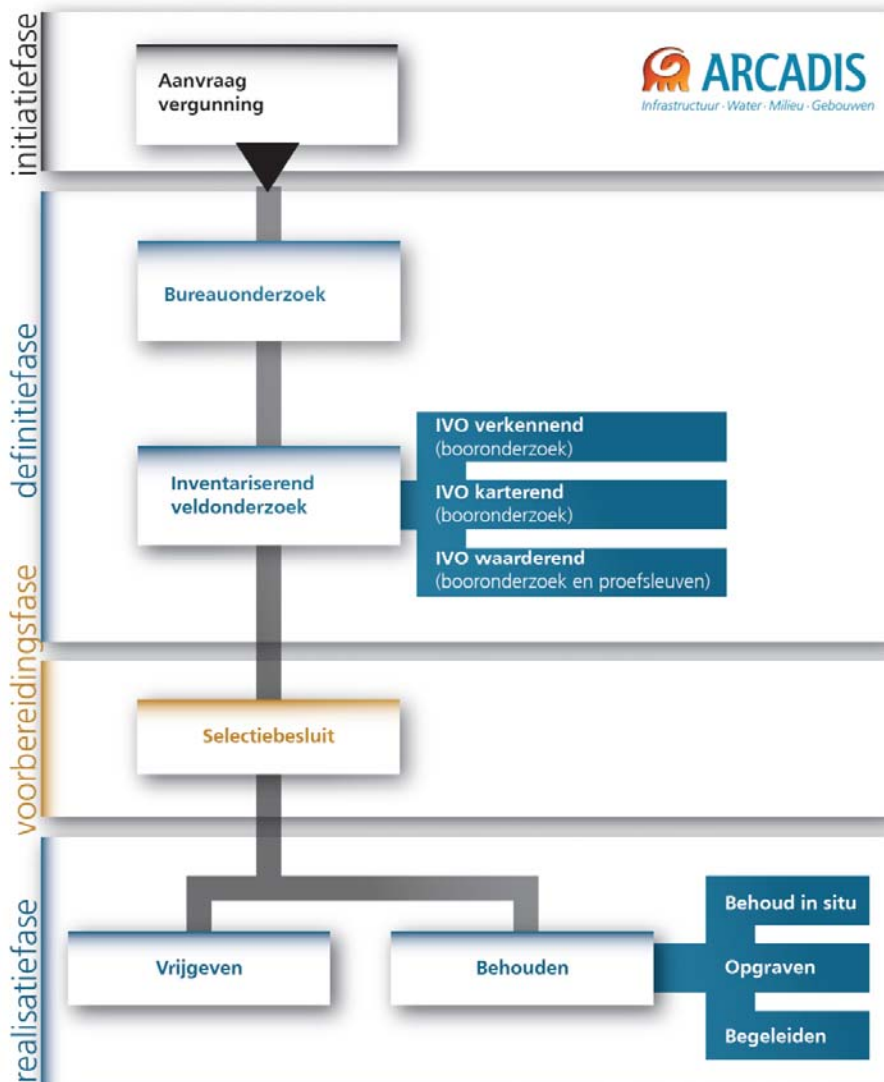 initiatiefase
Aanvraag
vergunning
ARCADIS
Infrastructuur · Water · Milieu · Gebouwen
definitiefase
Bureauonderzoek
Inventariserend
veldonderzoek
IVO verkennend
(booronderzoek)
IVO karterend
(booronderzoek)
IVO waarderend
(booronderzoek en proefsleuven)
voorbereidingsfase
Selectiebesluit
realisatiefase
Vrijgeven
Behouden
Behoud in situ
Opgraven
Begeleiden